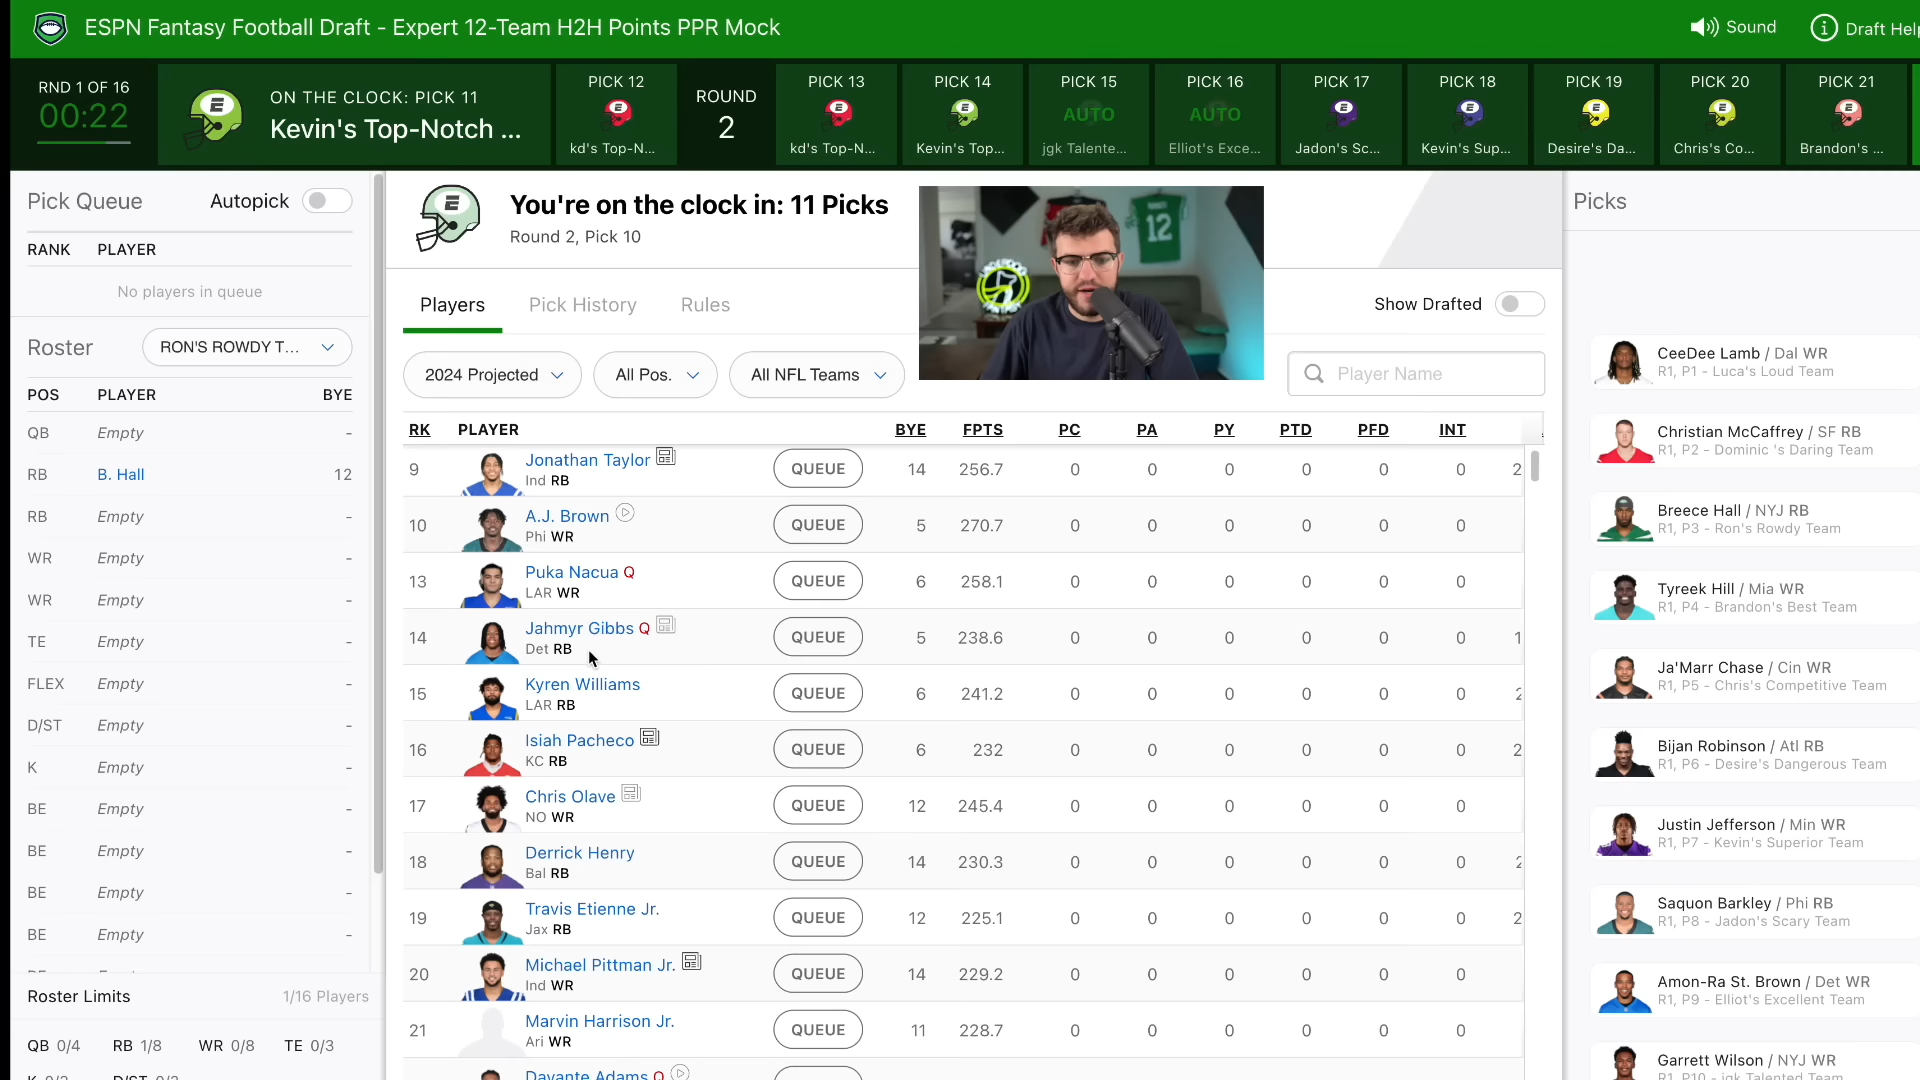 ESPN Fantasy Football Draft - Expert 12-Team H2H Points PPR Mock
Sound
Draft Help
RND 1 OF 16
00:22
ON THE CLOCK: PICK 11
Kevin's Top-Notch ...
PICK 12
kd's Top-N...
ROUND
2
PICK 13
kd's Top-N...
PICK 14
Kevin's Top...
PICK 15
AUTO
jgk Talente...
PICK 16
AUTO
Elliot's Exce...
PICK 17
Jadon's Sc...
PICK 18
Kevin's Sup...
PICK 19
Desire's Da...
PICK 20
Chris's Co...
PICK 21
Brandon's ...
Pick Queue
Autopick
RANK PLAYER
No players in queue
Roster
RON'S ROWDY T...
POS PLAYER BYE
QB Empty -
RB B. Hall 12
RB Empty -
WR Empty -
WR Empty -
TE Empty -
FLEX Empty -
D/ST Empty -
K Empty -
BE Empty -
BE Empty -
BE Empty -
BE Empty -
Roster Limits 1/16 Players
QB 0/4 RB 1/8 WR 0/8 TE 0/3
You're on the clock in: 11 Picks
Round 2, Pick 10
12
Players Pick History Rules
Show Drafted
2024 Projected
All Pos.
All NFL Teams
Player Name
RK PLAYER BYE FPTS PC PA PY PTD PFD INT
9 Jonathan Taylor QUEUE 14 256.7 0 0 0 0 0 0 2
Ind RB
10 A.J. Brown QUEUE 5 270.7 0 0 0 0 0 0
Phi WR
13 Puka Nacua Q QUEUE 6 258.1 0 0 0 0 0 0
LAR WR
14 Jahmyr Gibbs Q QUEUE 5 238.6 0 0 0 0 0 0 1
Det RB
15 Kyren Williams QUEUE 6 241.2 0 0 0 0 0 0 2
LAR RB
16 Isiah Pacheco QUEUE 6 232 0 0 0 0 0 0 2
KC RB
17 Chris Olave QUEUE 12 245.4 0 0 0 0 0 0
NO WR
18 Derrick Henry QUEUE 14 230.3 0 0 0 0 0 0 2
Bal RB
19 Travis Etienne Jr. QUEUE 12 225.1 0 0 0 0 0 0 2
Jax RB
20 Michael Pittman Jr. QUEUE 14 229.2 0 0 0 0 0 0
Ind WR
21 Marvin Harrison Jr. QUEUE 11 228.7 0 0 0 0 0 0
Ari WR
Davante Adams Q
Picks
CeeDee Lamb / Dal WR
R1, P1 - Luca's Loud Team
Christian McCaffrey / SF RB
R1, P2 - Dominic 's Daring Team
Breece Hall / NYJ RB
R1, P3 - Ron's Rowdy Team
Tyreek Hill / Mia WR
R1, P4 - Brandon's Best Team
Ja'Marr Chase / Cin WR
R1, P5 - Chris's Competitive Team
Bijan Robinson / Atl RB
R1, P6 - Desire's Dangerous Team
Justin Jefferson / Min WR
R1, P7 - Kevin's Superior Team
Saquon Barkley / Phi RB
R1, P8 - Jadon's Scary Team
Amon-Ra St. Brown / Det WR
R1, P9 - Elliot's Excellent Team
Garrett Wilson / NYJ WR
R1, P10 - jgk Talented Team